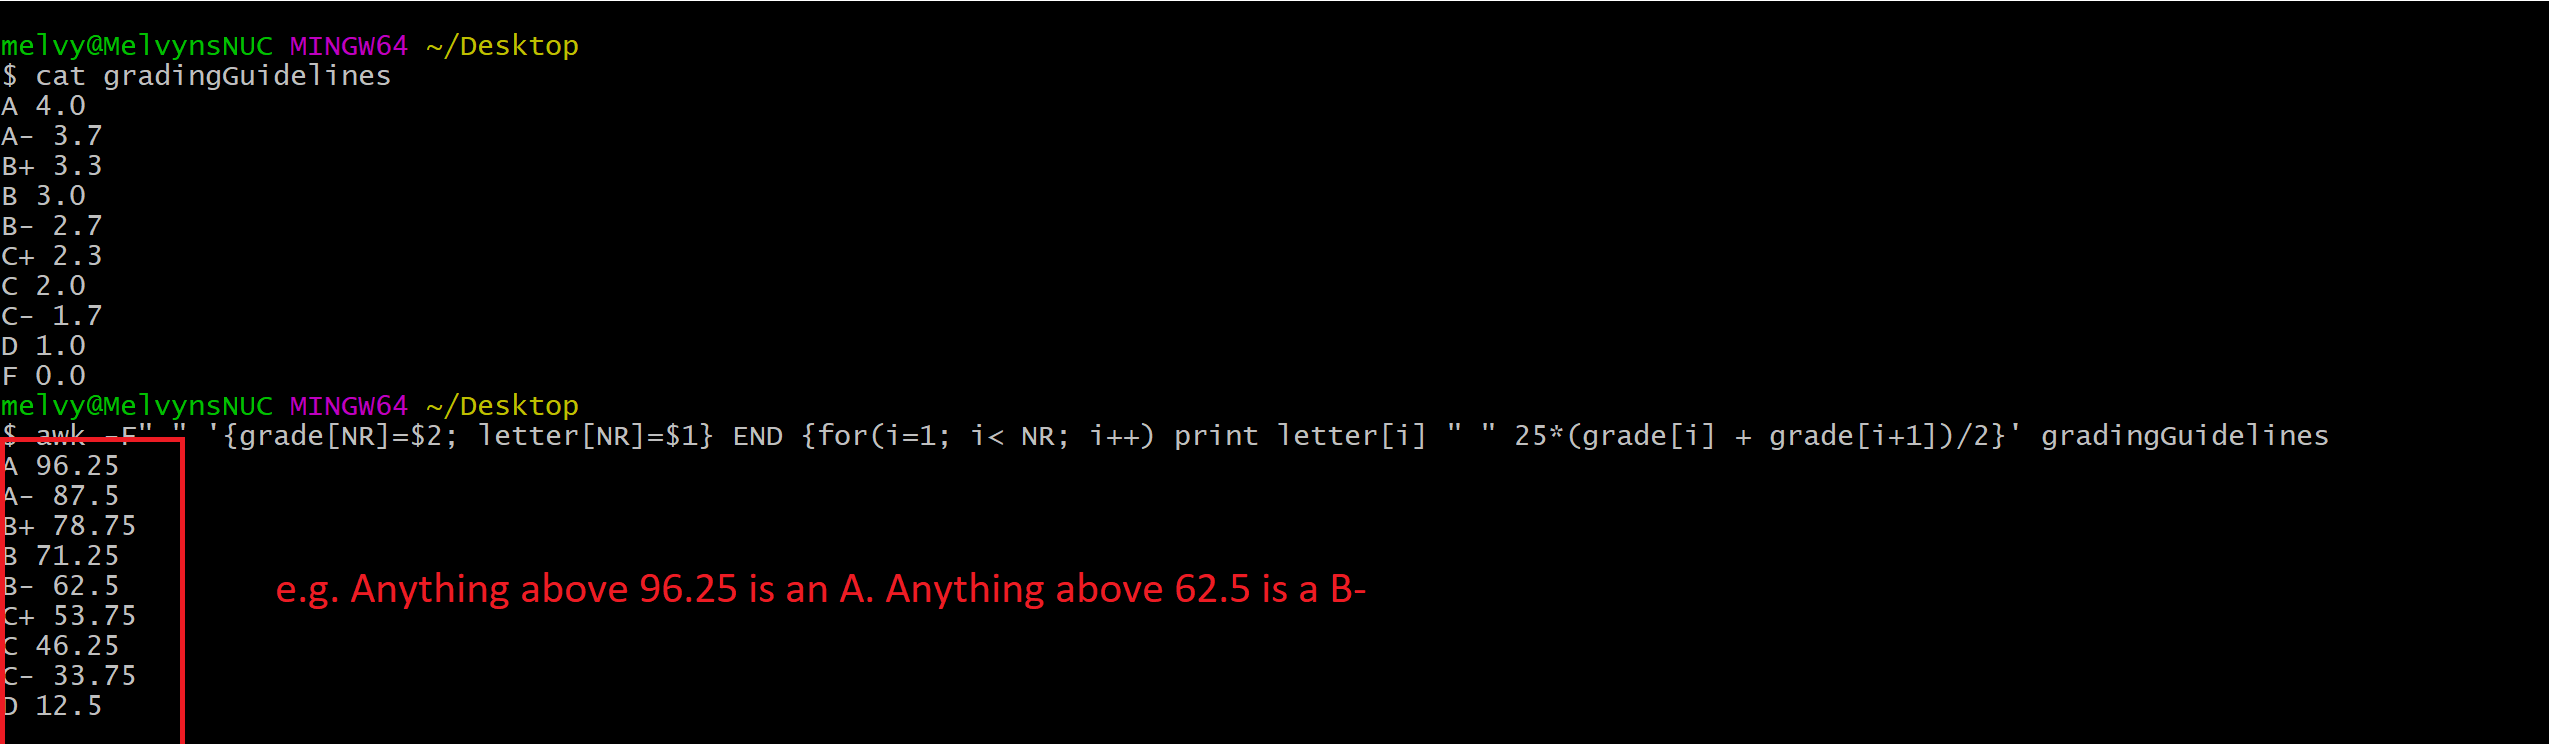 melvy@MelvynsNUC MINGW64 ~/Desktop
$ cat gradingGuidelines
A 4.0
A- 3.7
B+ 3.3
B 3.0
B- 2.7
C+ 2.3
C 2.0
C- 1.7
D 1.0
F 0.0
melvy@MelvynsNUC MINGW64 ~/Desktop
$ awk -F" " '{grade[NR]=$2; letter[NR]=$1} END {for(i=1; i< NR; i++) print letter[i] " " 25*(grade[i] + grade[i+1])/2}' gradingGuidelines
A 96.25
A- 87.5
B+ 78.75
B 71.25
B- 62.5
e.g. Anything above 96.25 is an A. Anything above 62.5 is a B-
C+ 53.75
C 46.25
C- 33.75
D 12.5